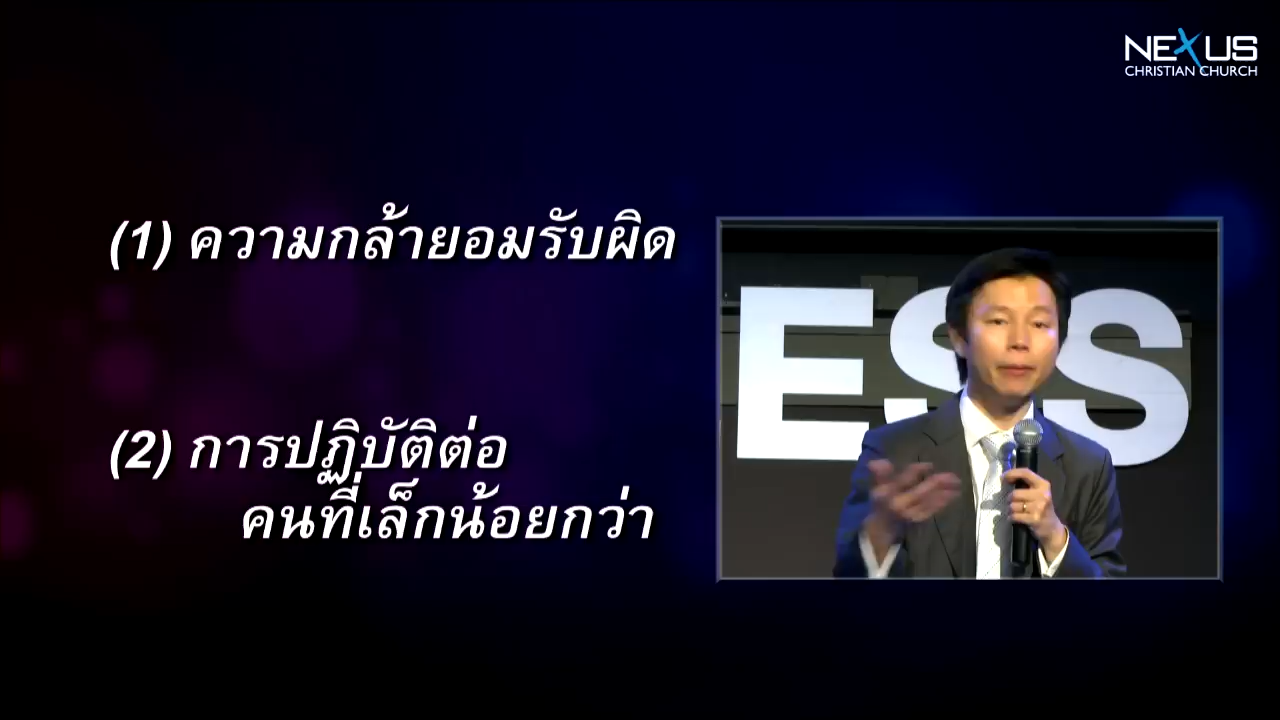 NEXUS
CHRISTIAN CHURCH
(1) ความกล้ายอมรับผิด
(2) การปฏิบัติต่อ
คนที่เล็กน้อยกว่า
ESS